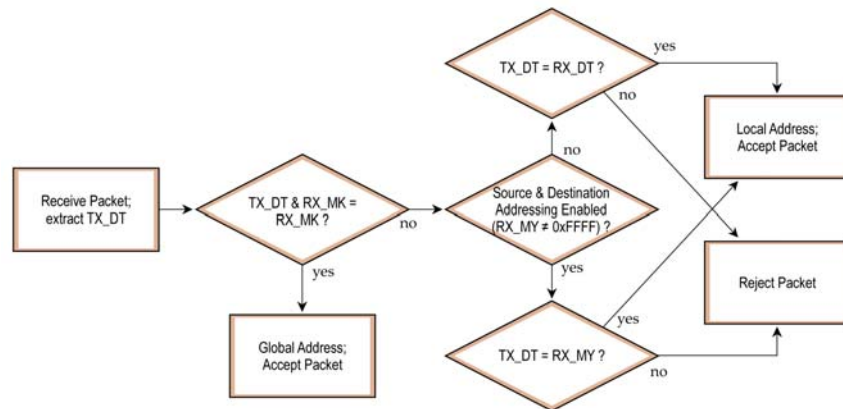 Receive Packet;
extract TX_DT
TX_DT & RX_MK =
RX_MK ?
no
yes
Global Address;
Accept Packet
Source & Destination
Addressing Enabled
(RX_MY ≠ 0xFFFF) ?
no
yes
TX_DT = RX_DT ?
yes
no
TX_DT = RX_MY ?
yes
no
Local Address;
Accept Packet
Reject Packet